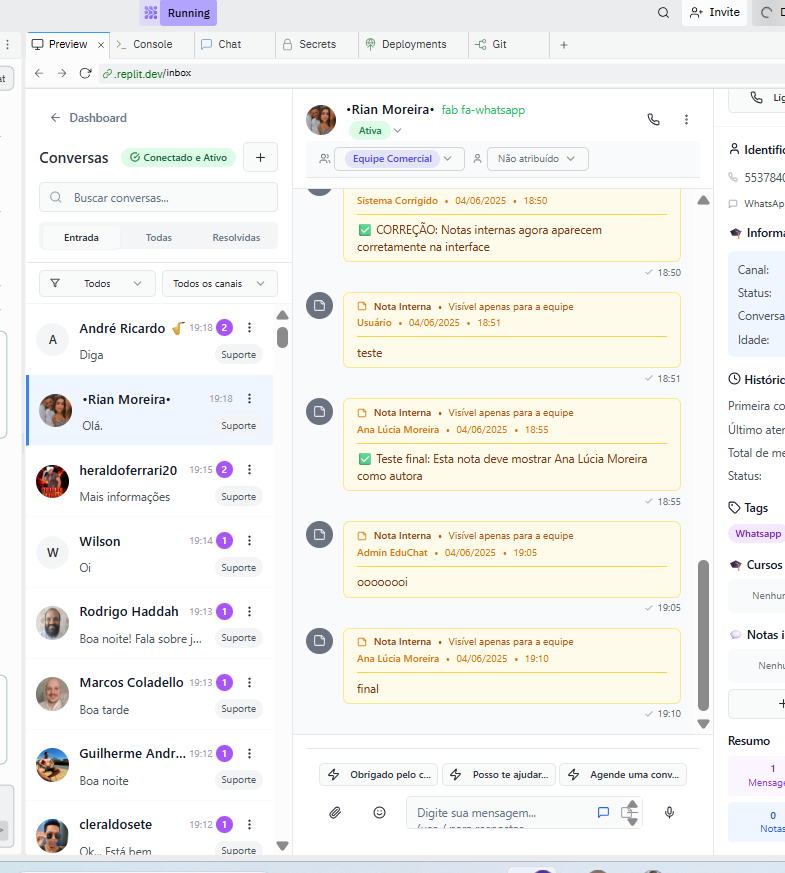 Running
Invite
Preview
Console
Chat
Secrets
Deployments
Git
.replit.dev/inbox
Dashboard
Conversas
Conectado e Ativo
Buscar conversas...
Entrada
Todas
Resolvidas
Todos
Todos os canais
André Ricardo
19:18
2
Diga
Suporte
•Rian Moreira•
19:18
Olá.
Suporte
heraldoferrari20
19:15
2
Mais informações
Suporte
W
Wilson
19:14
1
Oi
Suporte
Rodrigo Haddah
19:13
1
Boa noite! Fala sobre j...
Suporte
Marcos Coladello
19:13
1
Boa tarde
Suporte
Guilherme Andr...
19:12
1
Boa noite
Suporte
cleraldosete
19:12
1
Ok... Está bem
Suporte
•Rian Moreira• fab fa-whatsapp
Ativa
Equipe Comercial
Não atribuído
Sistema Corrigido • 04/06/2025 • 18:50
CORREÇÃO: Notas internas agora aparecem
corretamente na interface
18:50
Nota Interna • Visível apenas para a equipe
Usuário • 04/06/2025 • 18:51
teste
18:51
Nota Interna • Visível apenas para a equipe
Ana Lúcia Moreira • 04/06/2025 • 18:55
Teste final: Esta nota deve mostrar Ana Lúcia Moreira
como autora
18:55
Nota Interna • Visível apenas para a equipe
Admin EduChat • 04/06/2025 • 19:05
oooooooi
19:05
Nota Interna • Visível apenas para a equipe
Ana Lúcia Moreira • 04/06/2025 • 19:10
final
19:10
Obrigado pelo c...
Posso te ajudar...
Agende uma conv...
Digite sua mensagem...
Lig
Identific
5537840
WhatsAp
Informa
Canal:
Status:
Conversa
Idade:
Históric
Primeira co
Último aten
Total de me
Status:
Tags
Whatsapp
Cursos
Nenhu
Notas i
Nenhu
Resumo
1
Mensage
0
Notas